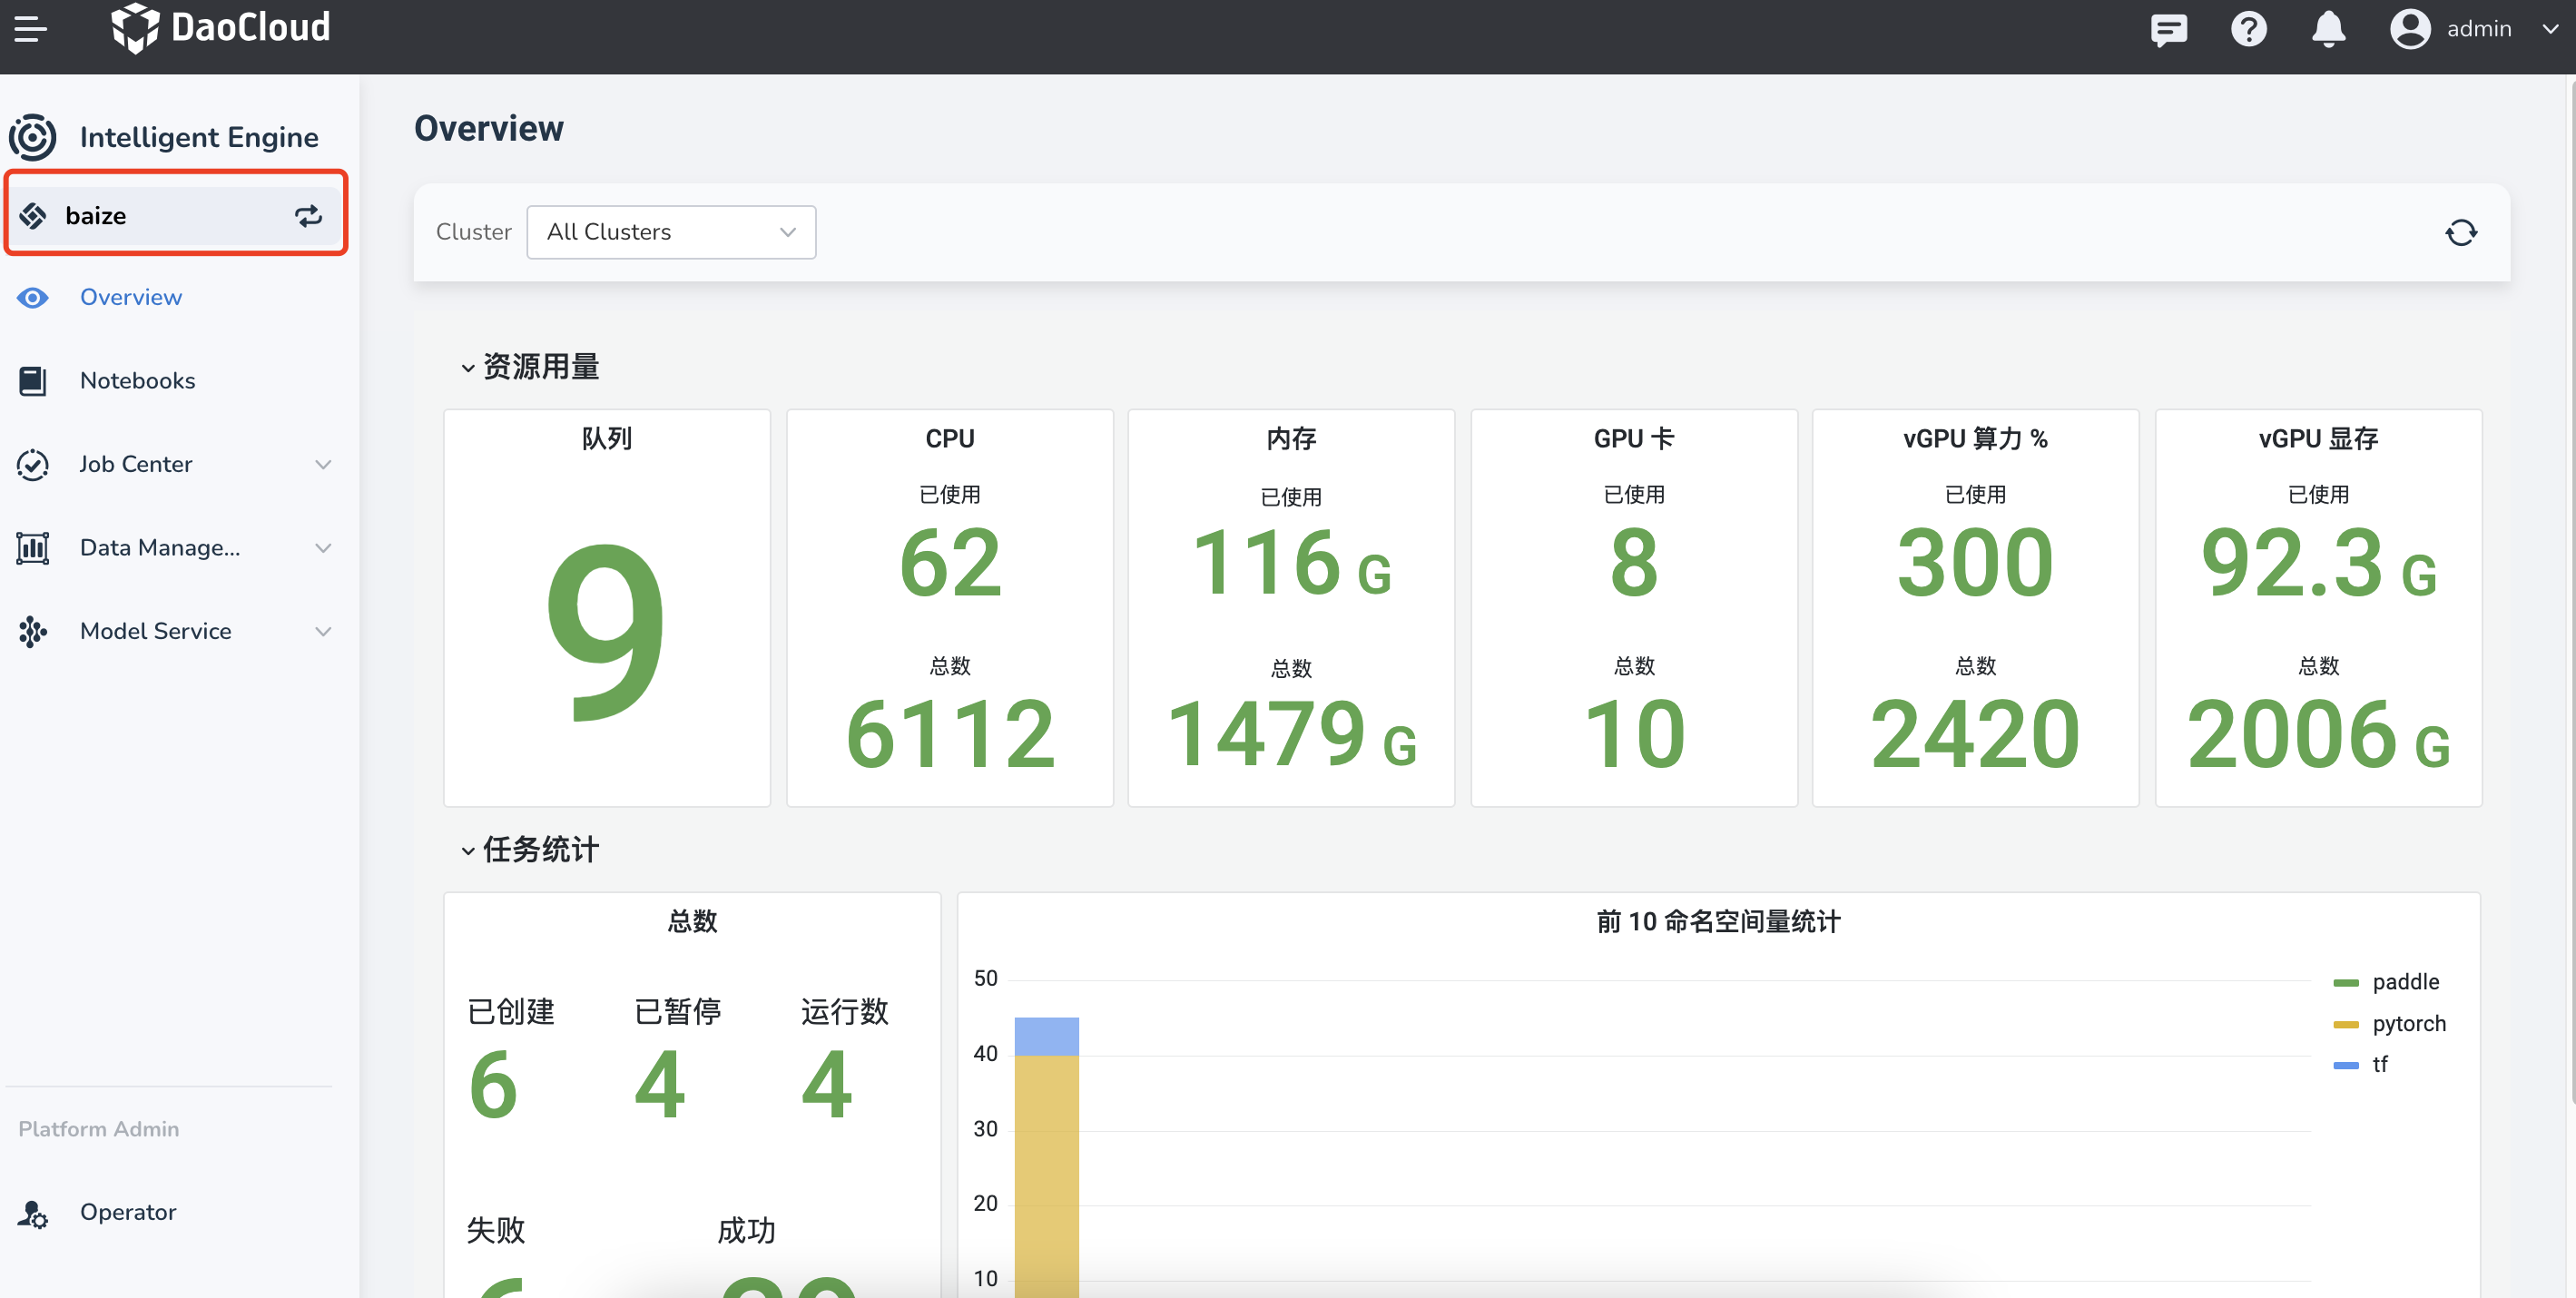 DaoCloud
admin
Intelligent Engine
baize
Overview
Notebooks
Job Center
Data Manage...
Model Service
Platform Admin
Operator
Overview
Cluster
All Clusters
资源用量
队列
9
CPU
已使用
62
总数
6112
内存
已使用
116 G
总数
1479 G
GPU 卡
已使用
8
总数
10
vGPU 算力 %
已使用
300
总数
2420
vGPU 显存
已使用
92.3 G
总数
2006 G
任务统计
总数
已创建
6
已暂停
4
运行数
4
失败
成功
前 10 命名空间量统计
50
40
30
20
10
paddle
pytorch
tf